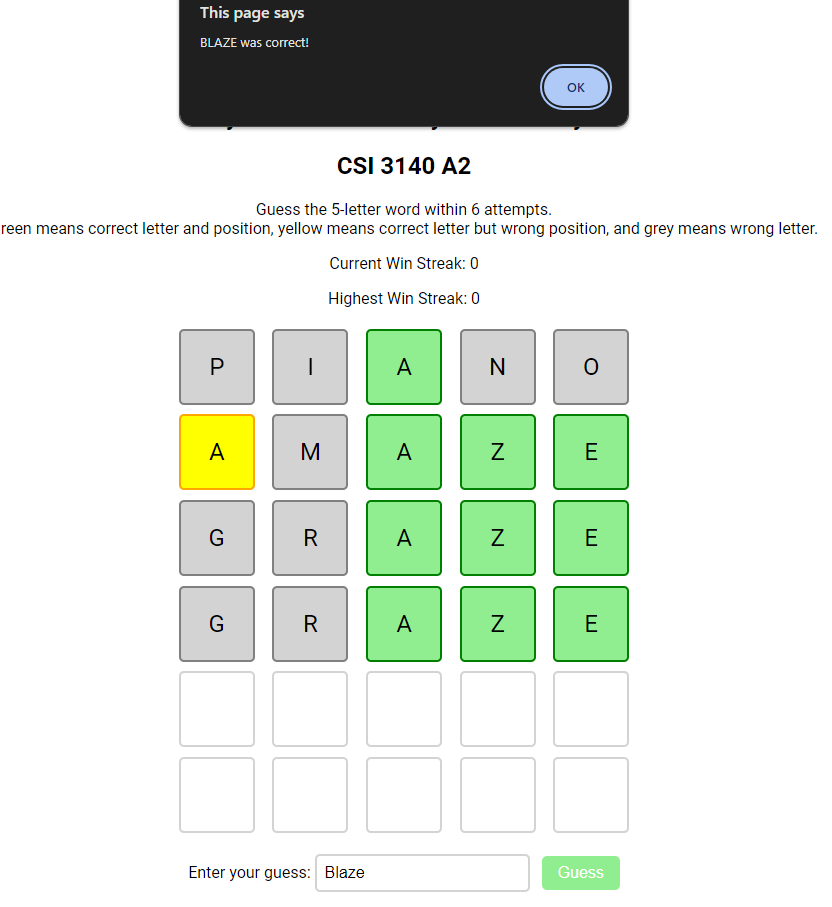 This page says
BLAZE was correct!
OK
CSI 3140 A2
Guess the 5-letter word within 6 attempts.
reen means correct letter and position, yellow means correct letter but wrong position, and grey means wrong letter.
Current Win Streak: 0
Highest Win Streak: 0
P I A N O
A M A Z E
G R A Z E
G R A Z E
Enter your guess: Blaze Guess